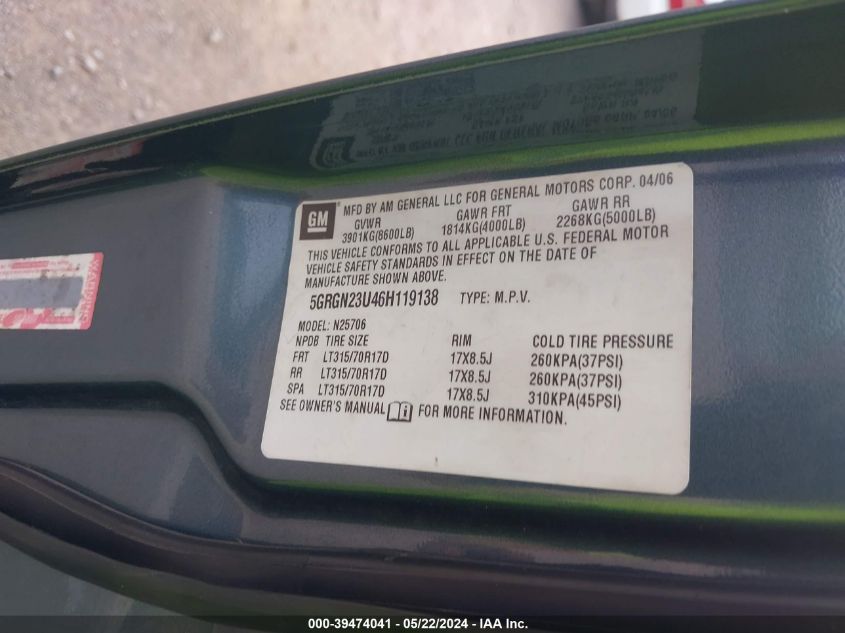 GM
MFD BY AM GENERAL LLC FOR GENERAL MOTORS CORP. 04/06
GVWR GAWR FRT GAWR RR
3901KG(8600LB) 1814KG(4000LB) 2268KG(5000LB)
THIS VEHICLE CONFORMS TO ALL APPLICABLE U.S. FEDERAL MOTOR
VEHICLE SAFETY STANDARDS IN EFFECT ON THE DATE OF
MANUFACTURE SHOWN ABOVE.
5GRGN23U46H119138 TYPE: M.P.V.
MODEL: N25706
NPDB TIRE SIZE RIM COLD TIRE PRESSURE
FRT LT315/70R17D 17X8.5J 260KPA(37PSI)
RR LT315/70R17D 17X8.5J 260KPA(37PSI)
SPA LT315/70R17D 17X8.5J 310KPA(45PSI)
SEE OWNER'S MANUAL FOR MORE INFORMATION.
000-39474041 - 05/22/2024 - IAA Inc.